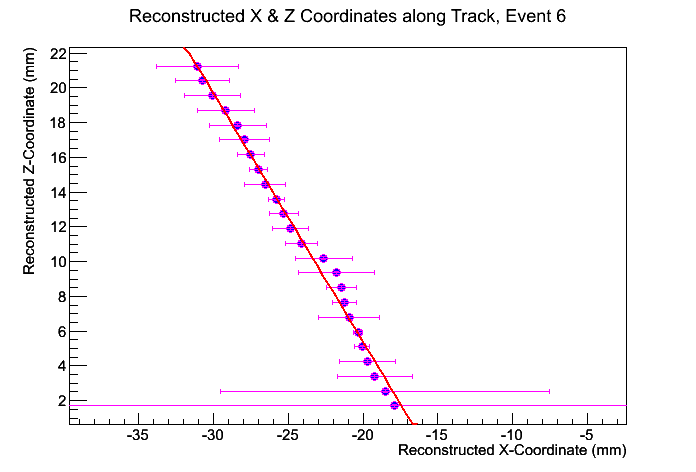 Reconstructed X & Z Coordinates along Track, Event 6
Reconstructed Z-Coordinate (mm)
22
20
18
16
14
12
10
8
6
4
2
-35 -30 -25 -20 -15 -10 -5
Reconstructed X-Coordinate (mm)